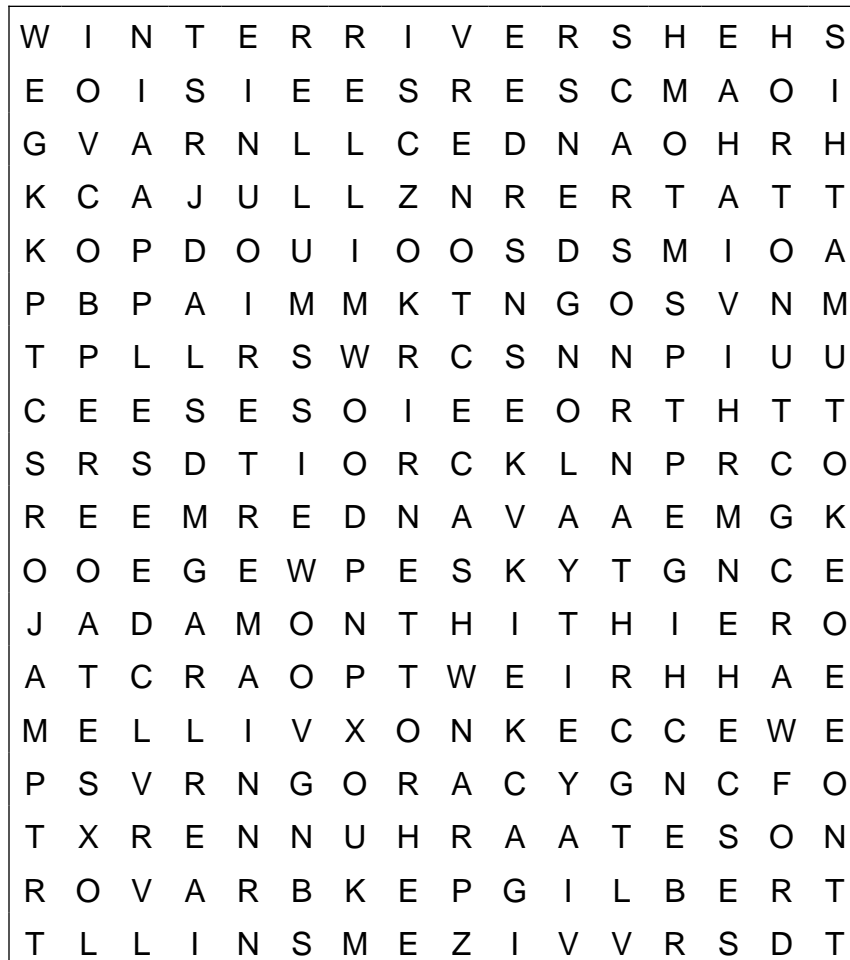 W I N T E R R I V E R S H E H S
E O I S I E E S R E S C M A O I
G V A R N L L C E D N A O H R H
K C A J U L L Z N R E R T A T T
K O P D O U I O O S D S M I O A
P B P A I M M K T N G O S V N M
T P L L R S W R C S N N P I U U
C E E S E S O I E E O R T H T T
S R S D T I O R C K L N P R C O
R E E M R E D N A V A A E M G K
O O E G E W P E S K Y T G N C E
J A D A M O N T H I T H I E R O
A T C R A O P T W E I R H H A E
M E L L I V X O N K E C C E W E
P S V R N G O R A C Y G N C F O
T X R E N N U H R A A T E S O N
R O V A R B K E P G I L B E R T
T L L I N S M E Z I V V R S D T